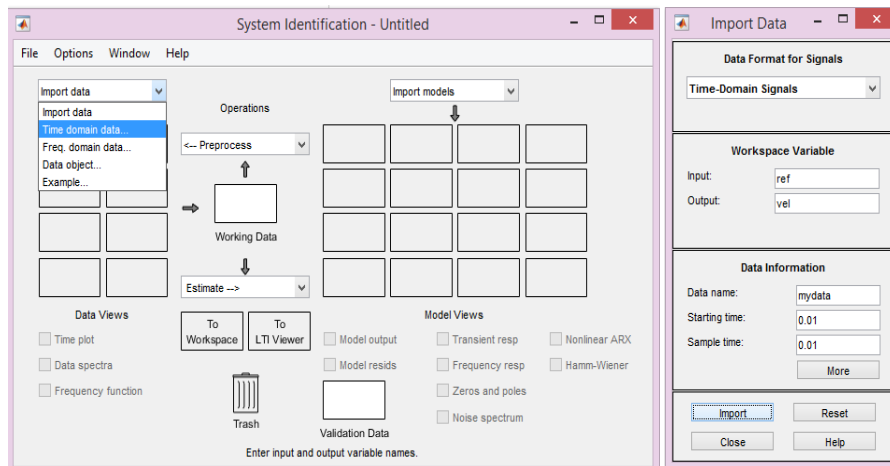 System Identification - Untitled
File Options Window Help
Import data
Import data
Time domain data...
Freq. domain data...
Data object...
Example...
Operations
<-- Preprocess
Working Data
Estimate -->
Import models
Data Views
Time plot
Data spectra
Frequency function
To
Workspace
To
LTI Viewer
Trash
Validation Data
Model Views
Model output
Model resids
Transient resp
Frequency resp
Zeros and poles
Noise spectrum
Nonlinear ARX
Hamm-Wiener
Enter input and output variable names.
Import Data
Data Format for Signals
Time-Domain Signals
Workspace Variable
Input: ref
Output: vel
Data Information
Data name: mydata
Starting time: 0.01
Sample time: 0.01
More
Import Reset
Close Help